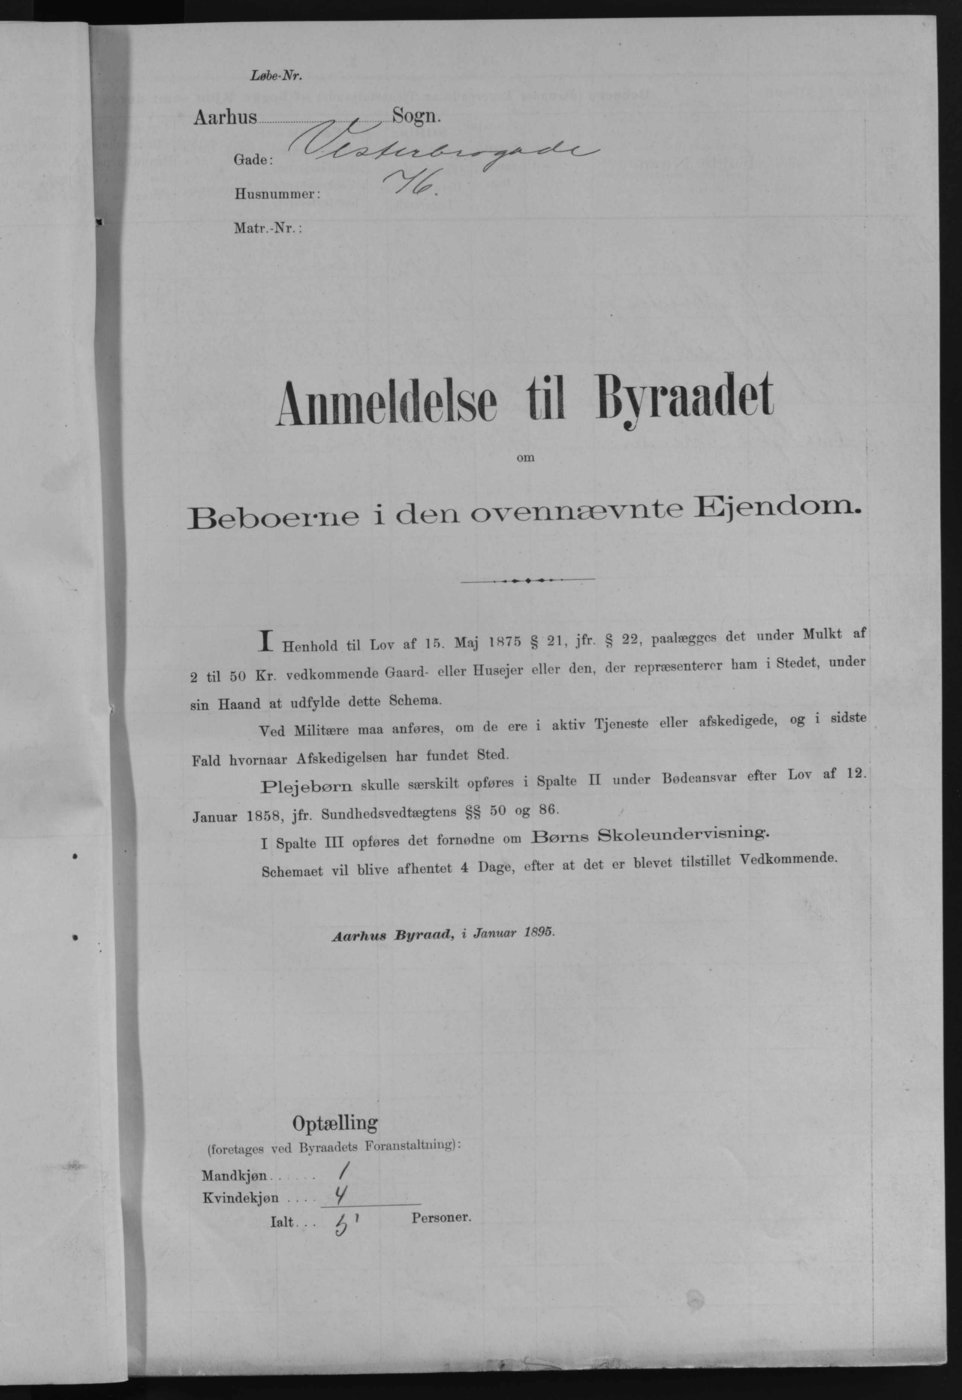 Løbe-Nr.
Aarhus Sogn.
Gade: Vesterbrogade
Husnummer: 46.
Matr.-Nr.:
Anmeldelse til Byraadet
om
Beboerne i den ovennævnte Ejendom.
I Henhold til Lov af 15. Maj 1875 § 21, jfr. § 22, paalægges det under Mulkt af
2 til 50 Kr. vedkommende Gaard- eller Husejer eller den, der repræsenterer ham i Stedet, under
sin Haand at udfylde dette Schema.
Ved Militære maa anføres, om de ere i aktiv Tjeneste eller afskedigede, og i sidste
Fald hvornaar Afskedigelsen har fundet Sted.
Plejebørn skulle særskilt opføres i Spalte II under Bødeansvar efter Lov af 12.
Januar 1858, jfr. Sundhedsvedtægtens §§ 50 og 86.
I Spalte III opføres det fornødne om Børns Skoleundervisning.
Schemaet vil blive afhentet 4 Dage, efter at det er blevet tilstillet Vedkommende.
Aarhus Byraad, i Januar 1895.
Optælling
(foretages ved Byraadets Foranstaltning):
Mandkjøn...... 1
Kvindekjøn .... 4
Ialt... 5 Personer.